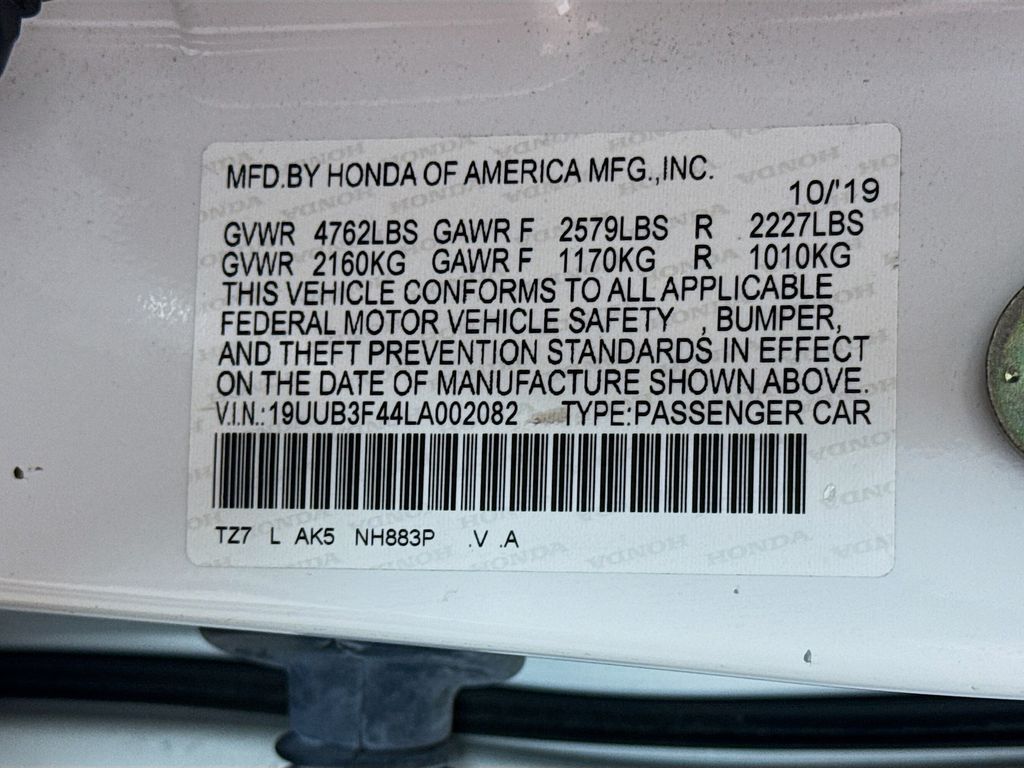 MFD.BY HONDA OF AMERICA MFG.,INC.
10/'19
GVWR 4762LBS GAWR F 2579LBS R 2227LBS
GVWR 2160KG GAWR F 1170KG R 1010KG
THIS VEHICLE CONFORMS TO ALL APPLICABLE
FEDERAL MOTOR VEHICLE SAFETY , BUMPER,
AND THEFT PREVENTION STANDARDS IN EFFECT
ON THE DATE OF MANUFACTURE SHOWN ABOVE.
V.I.N.:19UUB3F44LA002082 TYPE:PASSENGER CAR
TZ7 L AK5 NH883P .V .A